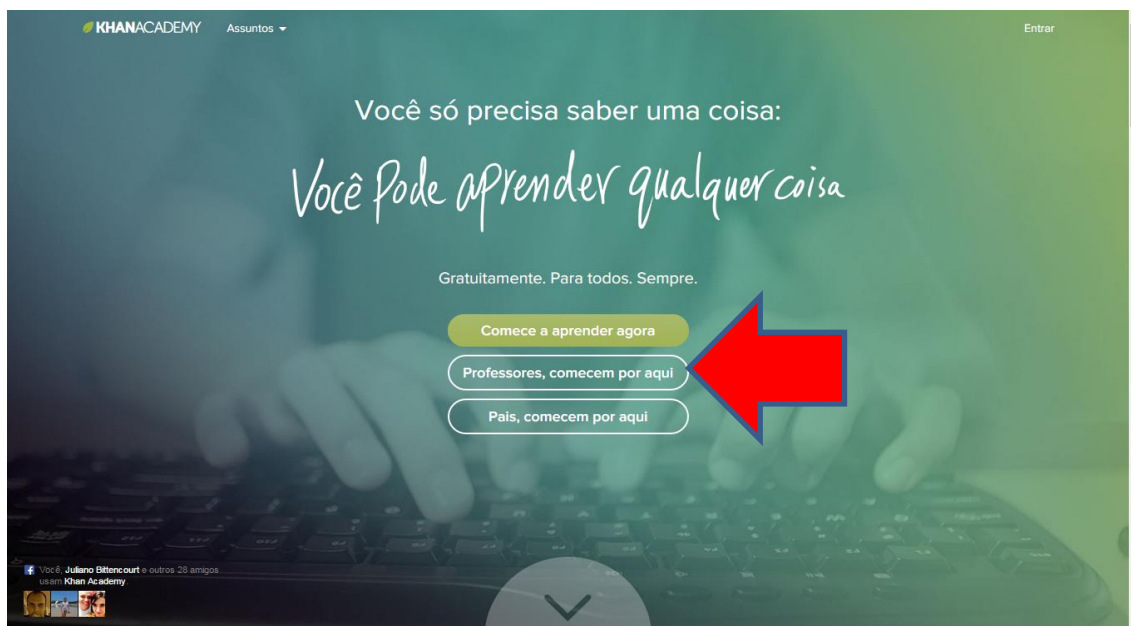 KHANACADEMY Assuntos Entrar
Você só precisa saber uma coisa:
Você Pode aprender qualquer coisa
Gratuitamente. Para todos. Sempre.
Comece a aprender agora
Professores, comecem por aqui
Pais, comecem por aqui
Você, Juliano Bittencourt e outros 28 amigos
usam Khan Academy.